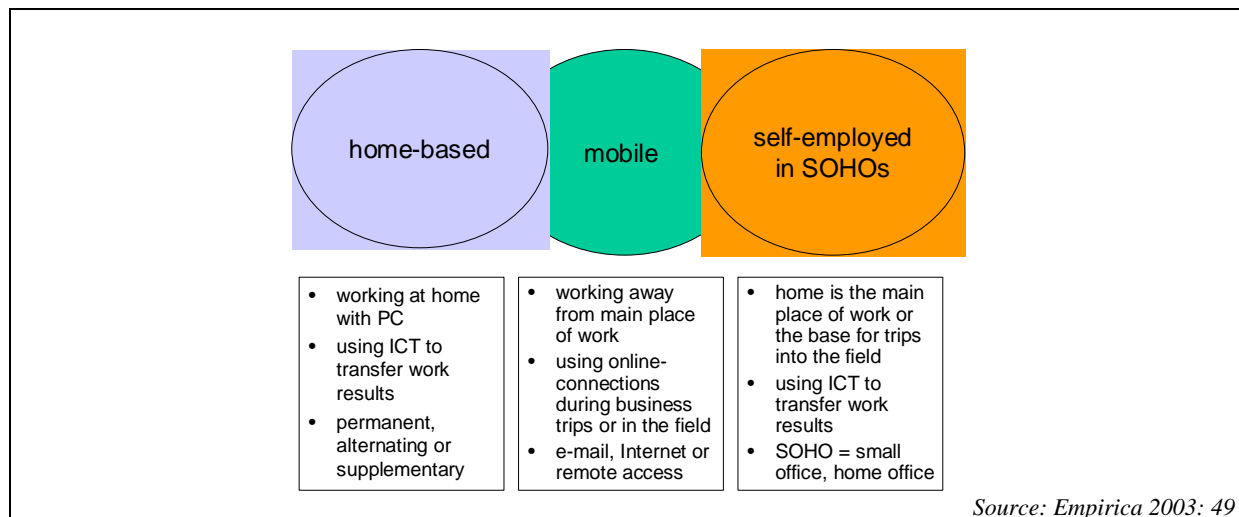 home-based
mobile
self-employed
in SOHOs
• working at home
with PC
• using ICT to
transfer work
results
• permanent,
alternating or
supplementary
• working away
from main place
of work
• using online-
connections
during business
trips or in the field
• e-mail, Internet or
remote access
• home is the main
place of work or
the base for trips
into the field
• using ICT to
transfer work
results
• SOHO = small
office, home office
Source: Empirica 2003: 49